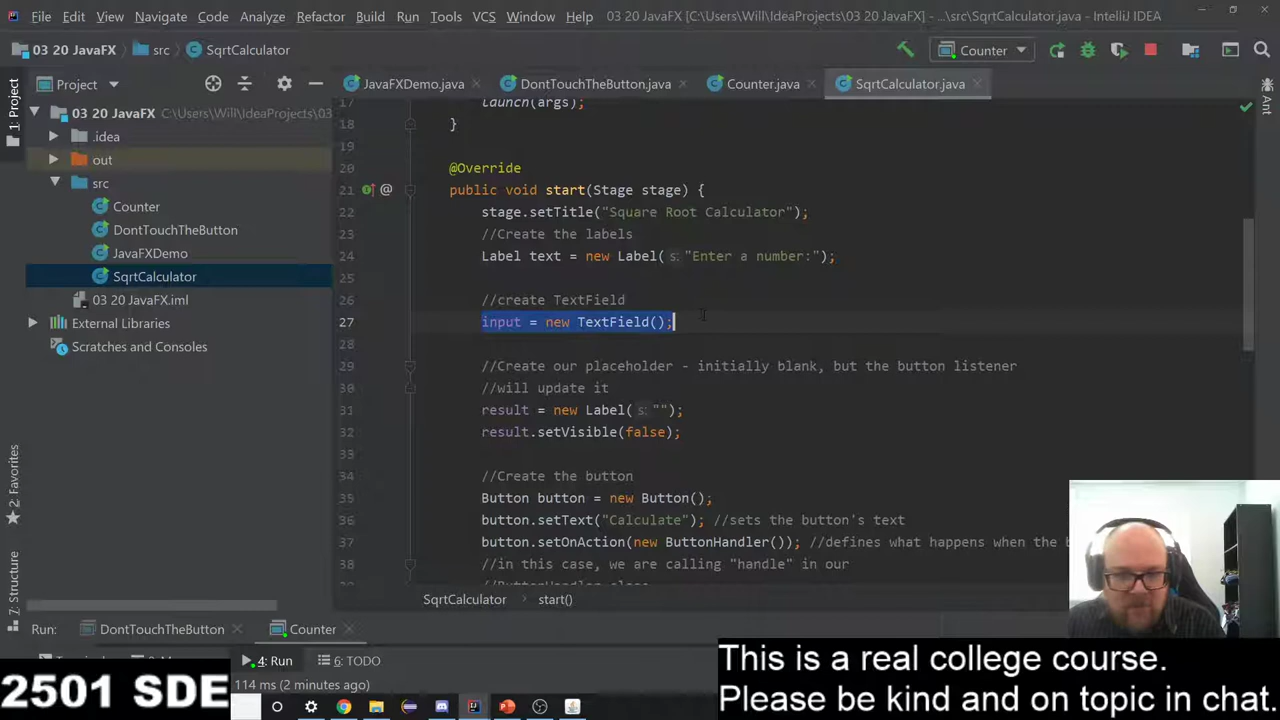 File Edit View Navigate Code Analyze Refactor Build Run Tools VCS Window Help 03 20 JavaFX [C:\Users\Will\IdeaProjects\03 20 JavaFX] - ...\src\SqrtCalculator.java - IntelliJ IDEA
03 20 JavaFX src SqrtCalculator Counter
1: Project
Project JavaFXDemo.java DontTouchTheButton.java Counter.java SqrtCalculator.java
Ant
03 20 JavaFX C:\Users\Will\IdeaProjects\03
.idea
out
src
Counter
DontTouchTheButton
JavaFXDemo
SqrtCalculator
03 20 JavaFX.iml
External Libraries
Scratches and Consoles
17 launch(args);
18 }
19
20 @Override
21 @ public void start(Stage stage) {
22 stage.setTitle("Square Root Calculator");
23 //Create the labels
24 Label text = new Label( s: "Enter a number:");
25
26 //create TextField
27 input = new TextField();
28
29 //Create our placeholder - initially blank, but the button listener
30 //will update it
31 result = new Label( s: "");
32 result.setVisible(false);
33
34 //Create the button
35 Button button = new Button();
36 button.setText("Calculate"); //sets the button's text
37 button.setOnAction(new ButtonHandler()); //defines what happens when the b
38 //in this case, we are calling "handle" in our
//ButtonHandler class
2: Favorites
7: Structure
SqrtCalculator start()
Run: DontTouchTheButton Counter
4: Run 6: TODO
114 ms (2 minutes ago)
2501 SDE
This is a real college course.
Please be kind and on topic in chat.